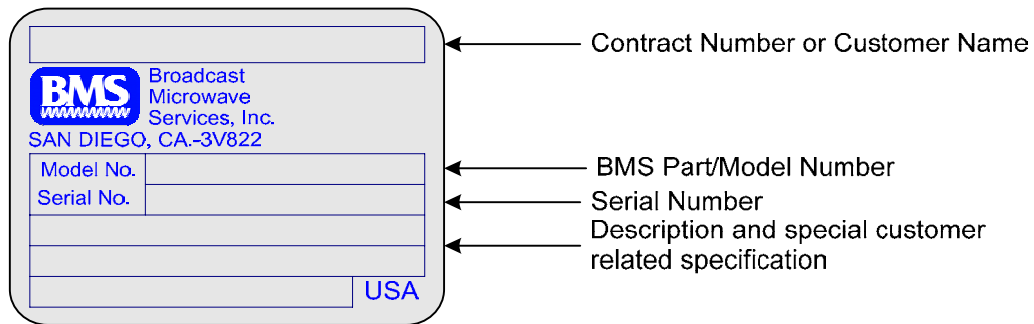 Contract Number or Customer Name
BMS
Broadcast
Microwave
Services, Inc.
SAN DIEGO, CA.-3V822
Model No.
BMS Part/Model Number
Serial No.
Serial Number
Description and special customer
related specification
USA